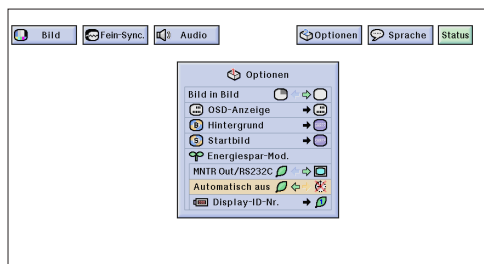 Bild
Fein-Sync.
Audio
Optionen
Sprache
Status
Optionen
Bild in Bild
OSD-Anzeige
B Hintergrund
S Startbild
Energiespar-Mod.
MNTR Out/RS232C
Automatisch aus
Display-ID-Nr. 1